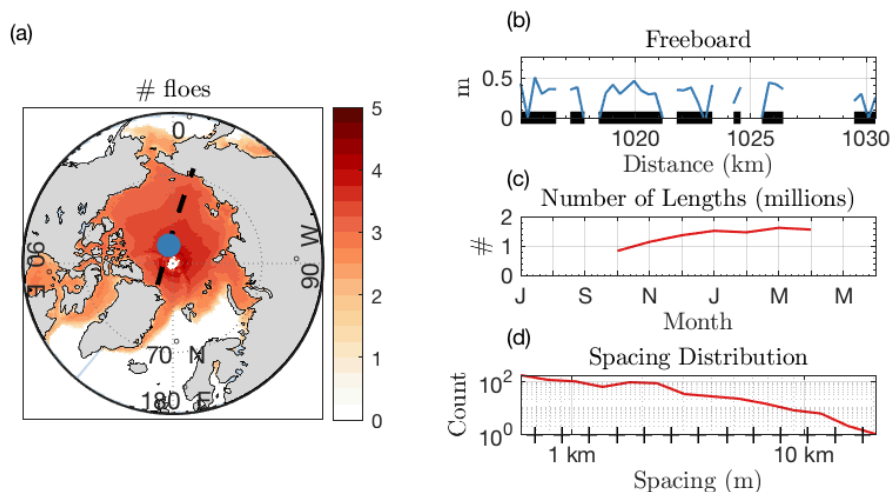 (a)
# floes
0
90 E
90 W
70 N
180 E
5
4
3
2
1
0
(b)
Freeboard
m
0.5
0
1020 1025 1030
Distance (km)
(c)
Number of Lengths (millions)
#
2
1
0
J S N J M M
Month
(d)
Spacing Distribution
Count
10²
10⁰
1 km 10 km
Spacing (m)